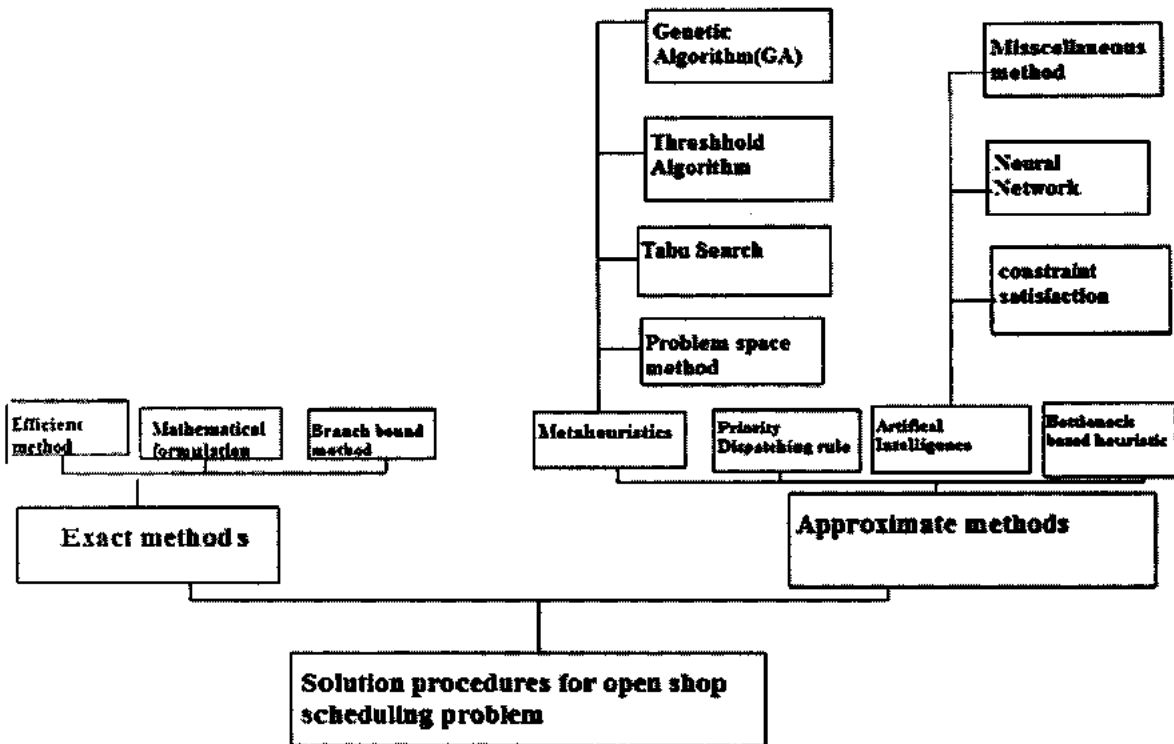 Genetic
Algorithm(GA)
Misscellaneous
method
Threshhold
Algorithm
Neural
Network
Tabu Search
constraint
satisfaction
Problem space
method
Efficient
method
Mathematical
formulation
Branch bound
method
Metaheuristics
Priority
Dispatching rule
Artifical
Intelligence
Bottleneck
based heuristic
Exact methods
Approximate methods
Solution procedures for open shop
scheduling problem